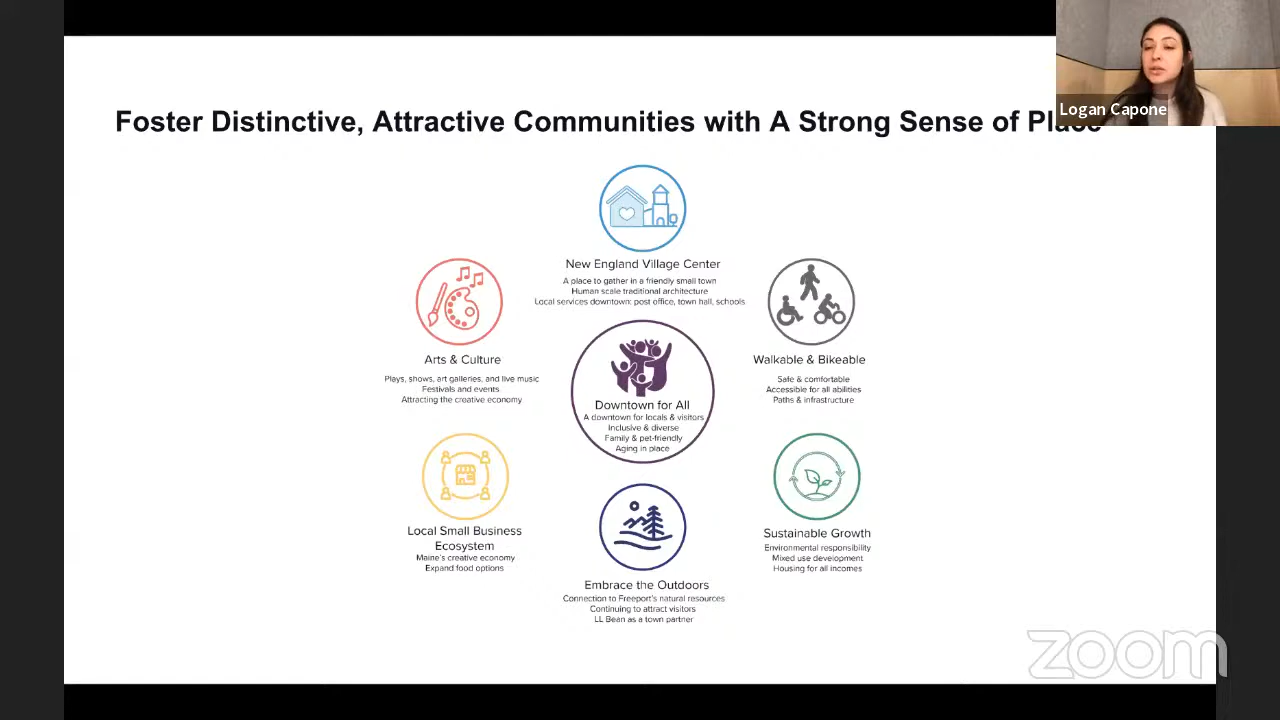 Foster Distinctive, Attractive Communities with A Strong Sense of Place
Logan Capone
New England Village Center
A place to gather in a friendly small town
Human scale traditional architecture
Local services downtown: post office, town hall, schools
Arts & Culture
Plays, shows, art galleries, and live music
Festivals and events
Attracting the creative economy
Walkable & Bikeable
Safe & comfortable
Accessible for all abilities
Paths & infrastructure
Downtown for All
A downtown for locals & visitors
Inclusive & diverse
Family & pet-friendly
Aging in place
Local Small Business
Ecosystem
Maine's creative economy
Expand food options
Embrace the Outdoors
Connection to Freeport's natural resources
Continuing to attract visitors
LL Bean as a town partner
Sustainable Growth
Environmental responsibility
Mixed use development
Housing for all incomes
zoom